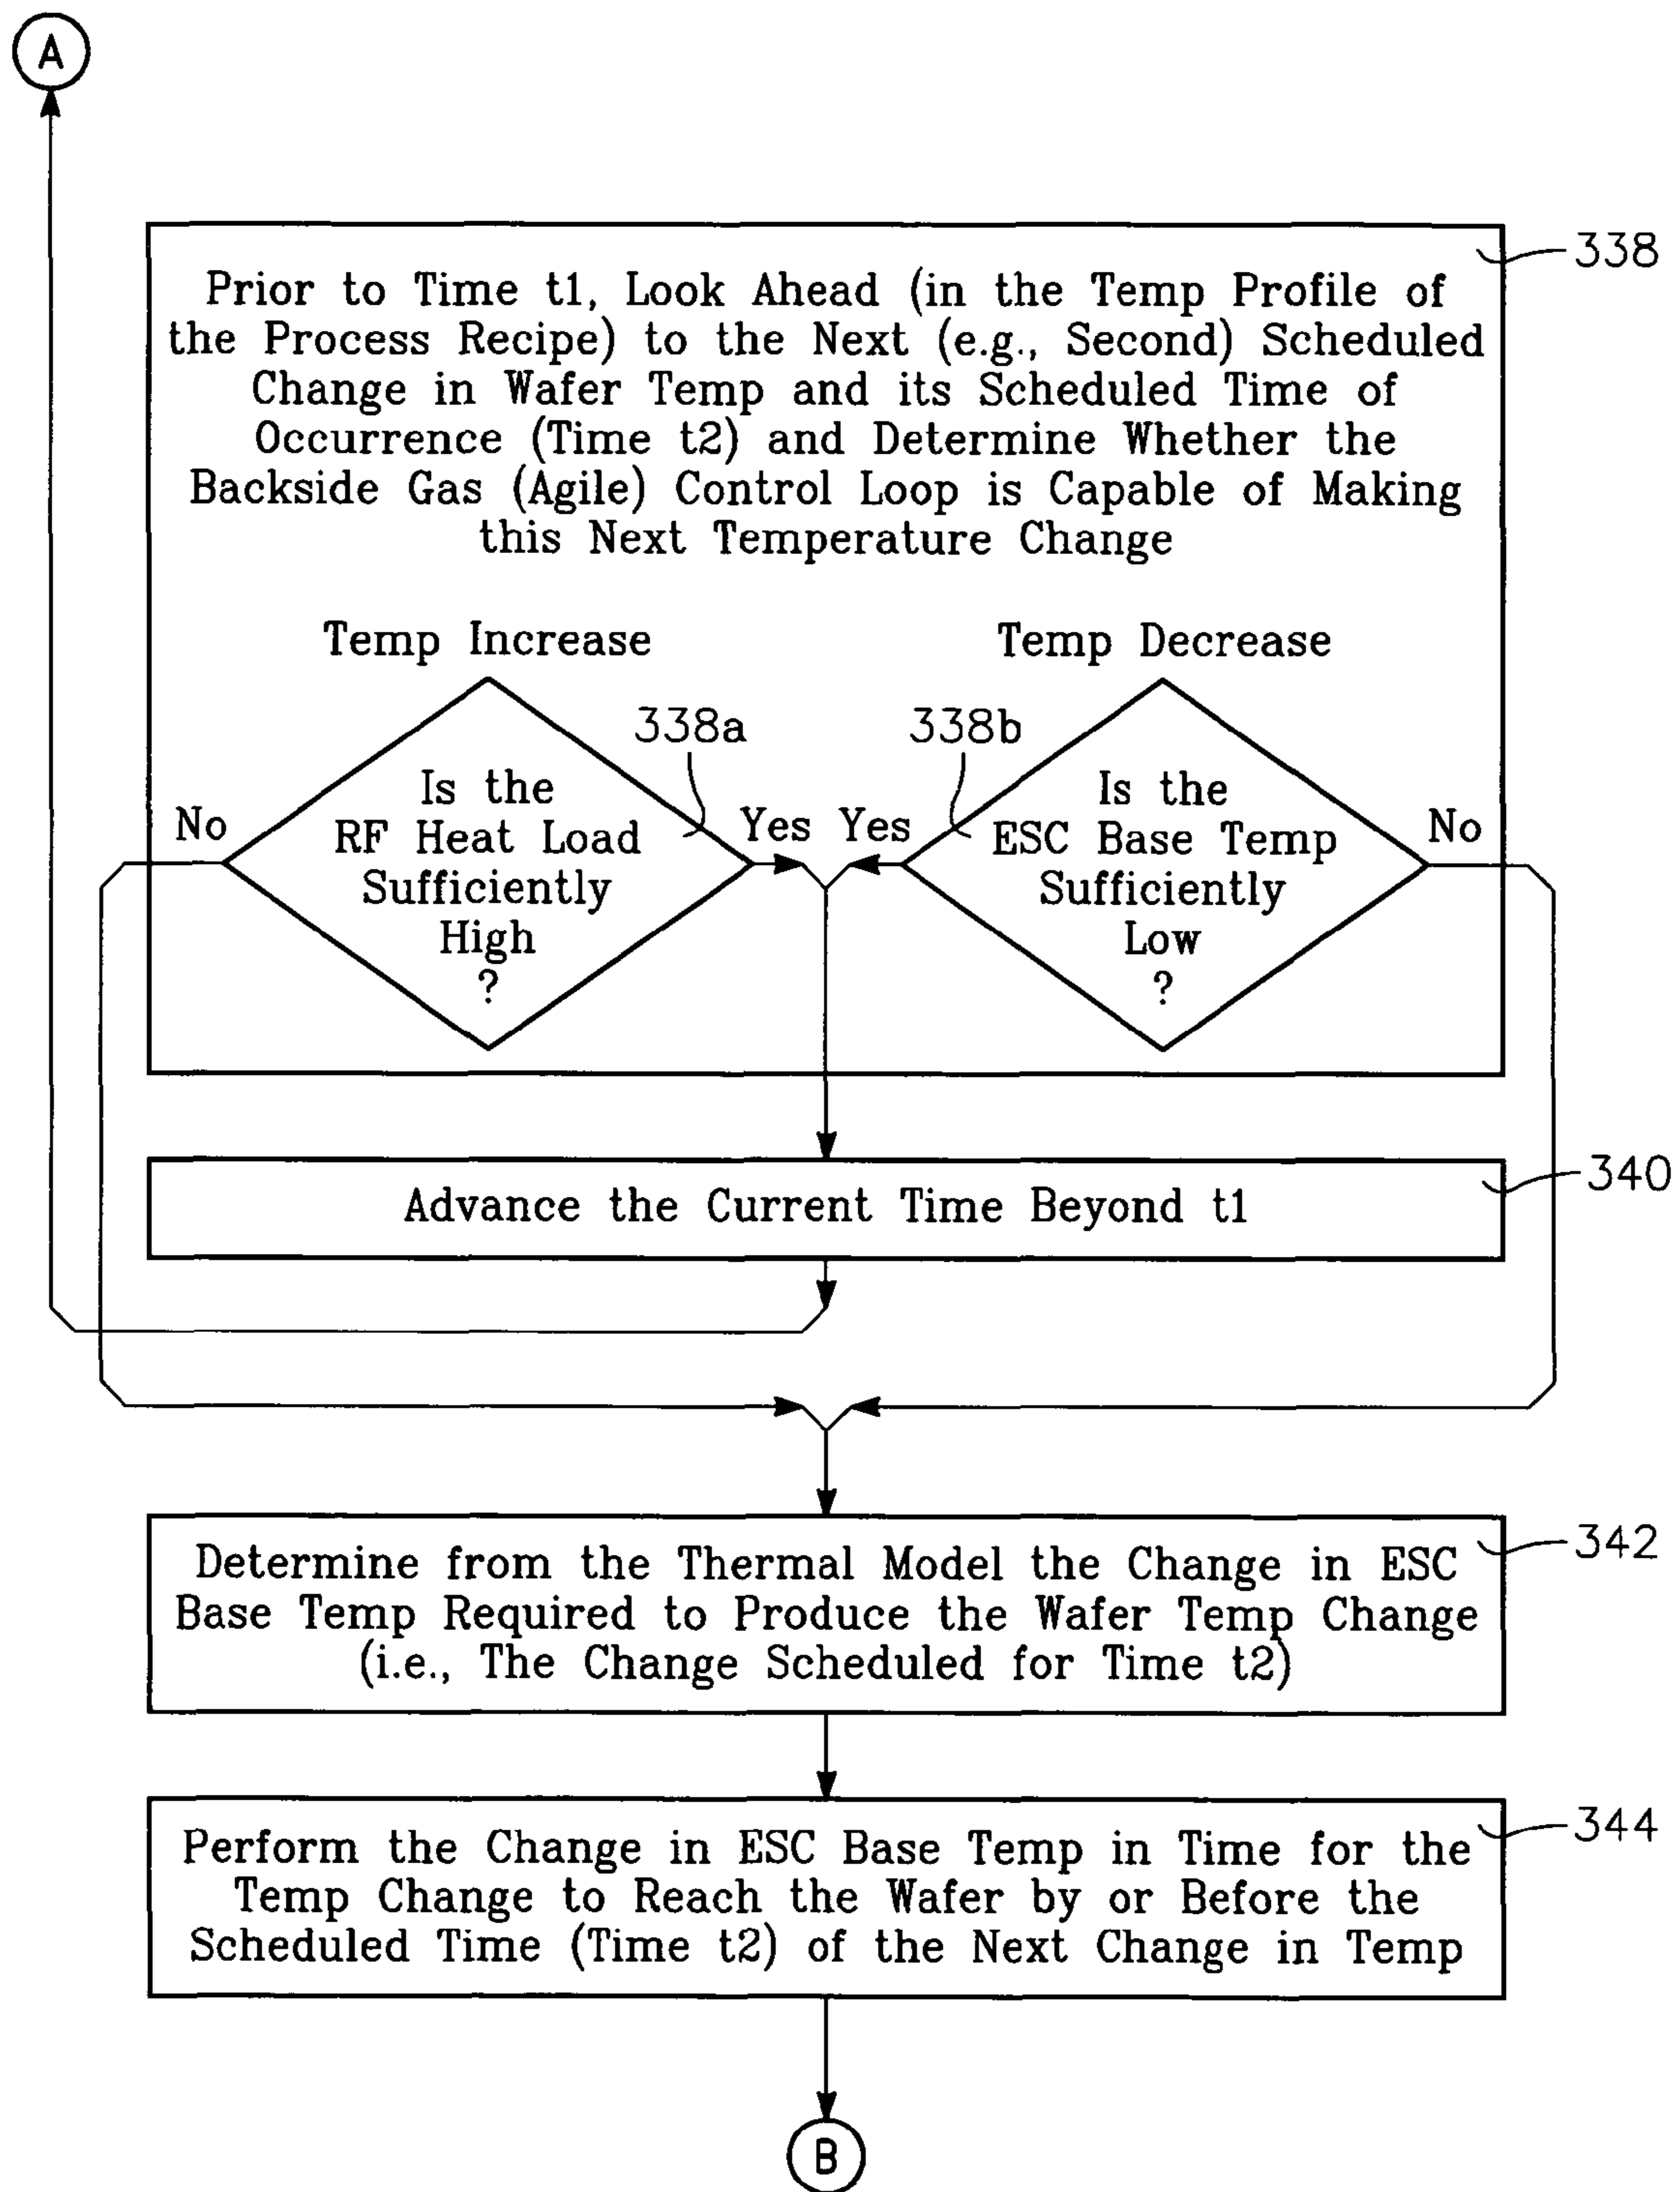 A
338
Prior to Time t1, Look Ahead (in the Temp Profile of
the Process Recipe) to the Next (e.g., Second) Scheduled
Change in Wafer Temp and its Scheduled Time of
Occurrence (Time t2) and Determine Whether the
Backside Gas (Agile) Control Loop is Capable of Making
this Next Temperature Change
Temp Increase
338a
No
Is the
RF Heat Load
Sufficiently
High
?
Yes
Temp Decrease
338b
Yes
Is the
ESC Base Temp
Sufficiently
Low
?
No
340
Advance the Current Time Beyond t1
342
Determine from the Thermal Model the Change in ESC
Base Temp Required to Produce the Wafer Temp Change
(i.e., The Change Scheduled for Time t2)
344
Perform the Change in ESC Base Temp in Time for the
Temp Change to Reach the Wafer by or Before the
Scheduled Time (Time t2) of the Next Change in Temp
B